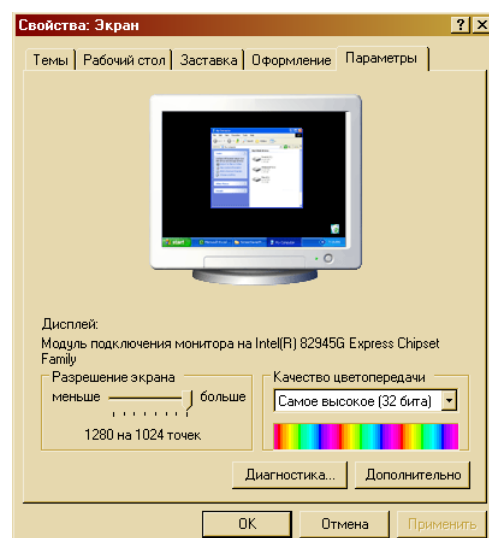 Свойства: Экран
Темы
Рабочий стол
Заставка
Оформление
Параметры
start
Дисплей:
Модуль подключения монитора на Intel(R) 82945G Express Chipset
Family
Разрешение экрана
меньше
больше
1280 на 1024 точек
Качество цветопередачи
Самое высокое (32 бита)
Диагностика...
Дополнительно
OK
Отмена
Применить